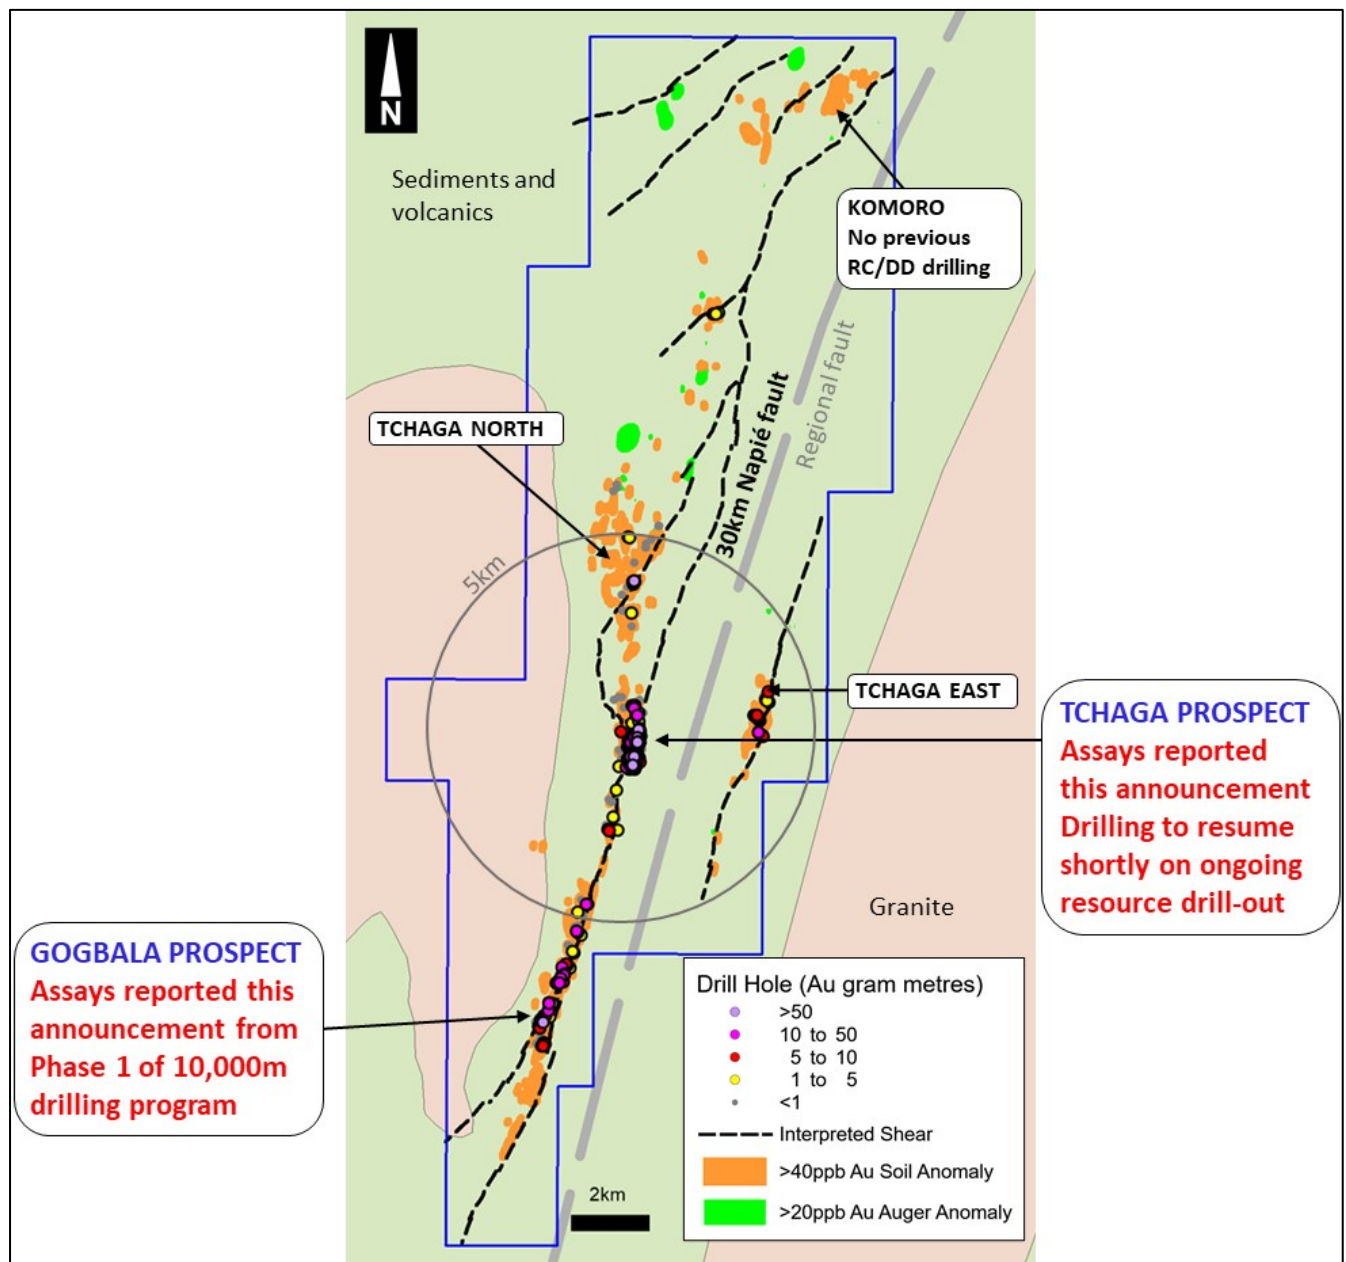 N
Sediments and
volcanics
KOMORO
No previous
RC/DD drilling
Regional fault
30km Napié fault
TCHAGA NORTH
5km
TCHAGA EAST
TCHAGA PROSPECT
Assays reported
this announcement
Drilling to resume
shortly on ongoing
resource drill-out
Granite
GOGBALA PROSPECT
Assays reported this
announcement from
Phase 1 of 10,000m
drilling program
Drill Hole (Au gram metres)
>50
10 to 50
5 to 10
1 to 5
<1
Interpreted Shear
>40ppb Au Soil Anomaly
>20ppb Au Auger Anomaly
2km